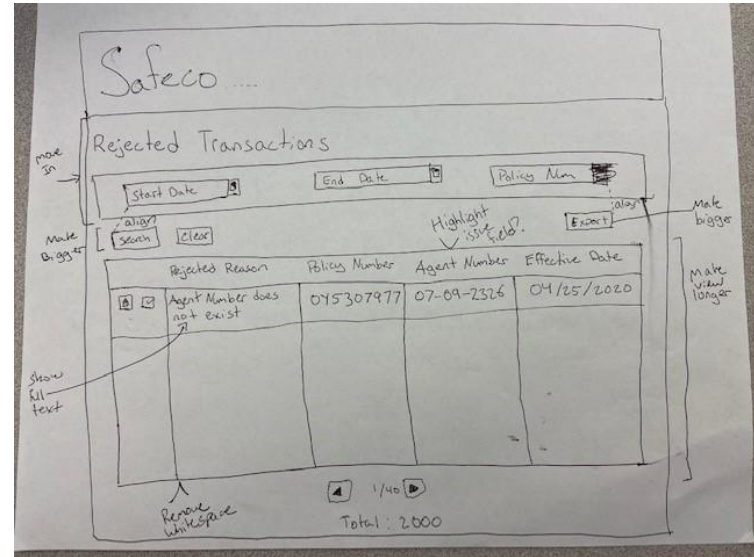 Safeco ....
Rejected Transactions
move In
Start Date
End Date
Policy Num
align
align
Make Bigger
search
clear
Highlight issue field?
Export
Make bigger
Rejected Reason
Policy Number
Agent Number
Effective Date
Agent Number does
not exist
045307977
07-09-2326
04/25/2020
Make
view
longer
Show
full
text
Remove
whitespace
1/40
Total: 2000